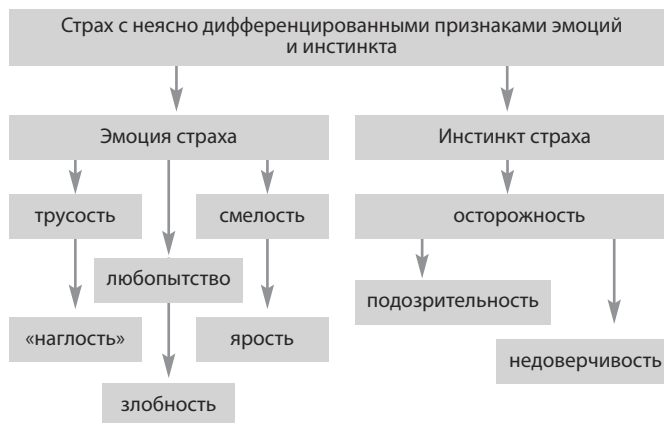 Страх с неясно дифференцированными признаками эмоций
и инстинкта
Эмоция страха
Инстинкт страха
трусость
смелость
осторожность
любопытство
подозрительность
«наглость»
ярость
недоверчивость
злобность